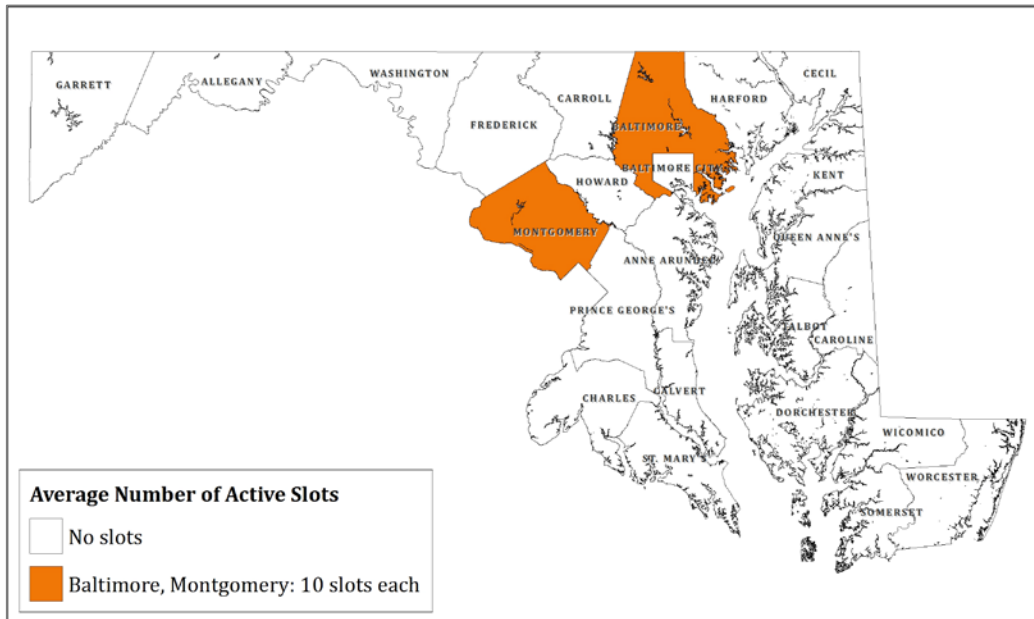 GARRETT
ALLEGANY
WASHINGTON
FREDERICK
CARROLL
BALTIMORE
HARFORD
CECIL
BALTIMORE CITY
HOWARD
KENT
MONTGOMERY
QUEEN ANNE'S
ANNE ARUNDEL
PRINCE GEORGE'S
TALBOT
CAROLINE
CHARLES
CALVERT
DORCHESTER
WICOMICO
ST. MARY'S
WORCESTER
SOMERSET
Average Number of Active Slots
No slots
Baltimore, Montgomery: 10 slots each